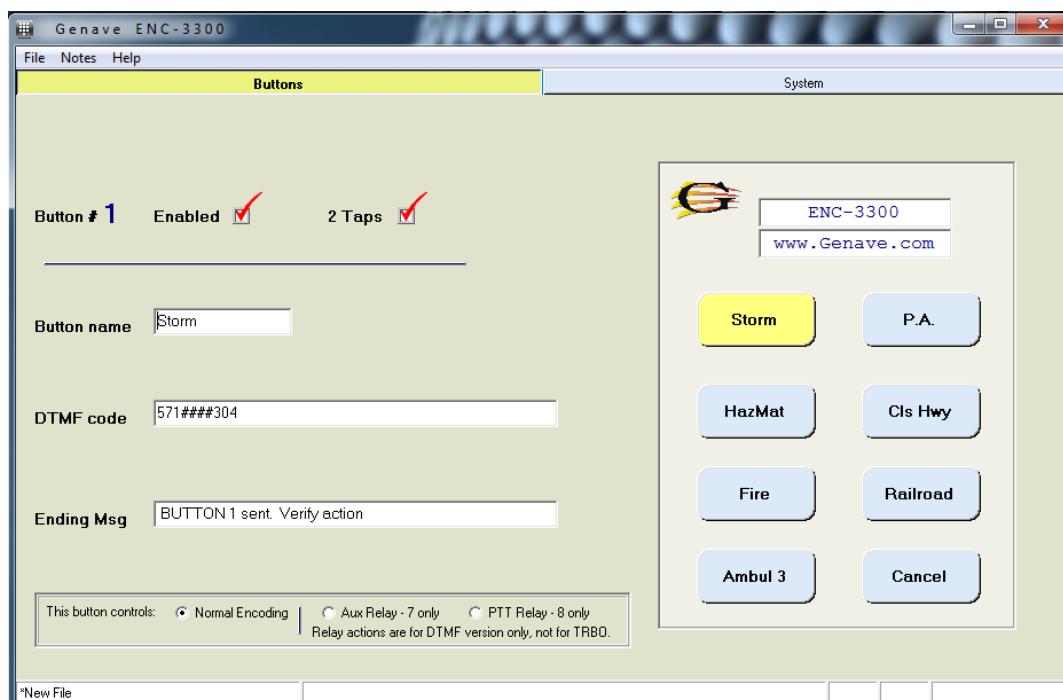 Genave ENC-3300
File Notes Help
Buttons
System
Button # 1 Enabled 2 Taps
Button name Storm
DTMF code 571####304
Ending Msg BUTTON 1 sent. Verify action
This button controls: Normal Encoding Aux Relay - 7 only PTT Relay - 8 only
Relay actions are for DTMF version only, not for TRBO.
G
ENC-3300
www.Genave.com
Storm P.A.
HazMat Cls Hwy
Fire Railroad
Ambul 3 Cancel
*New File